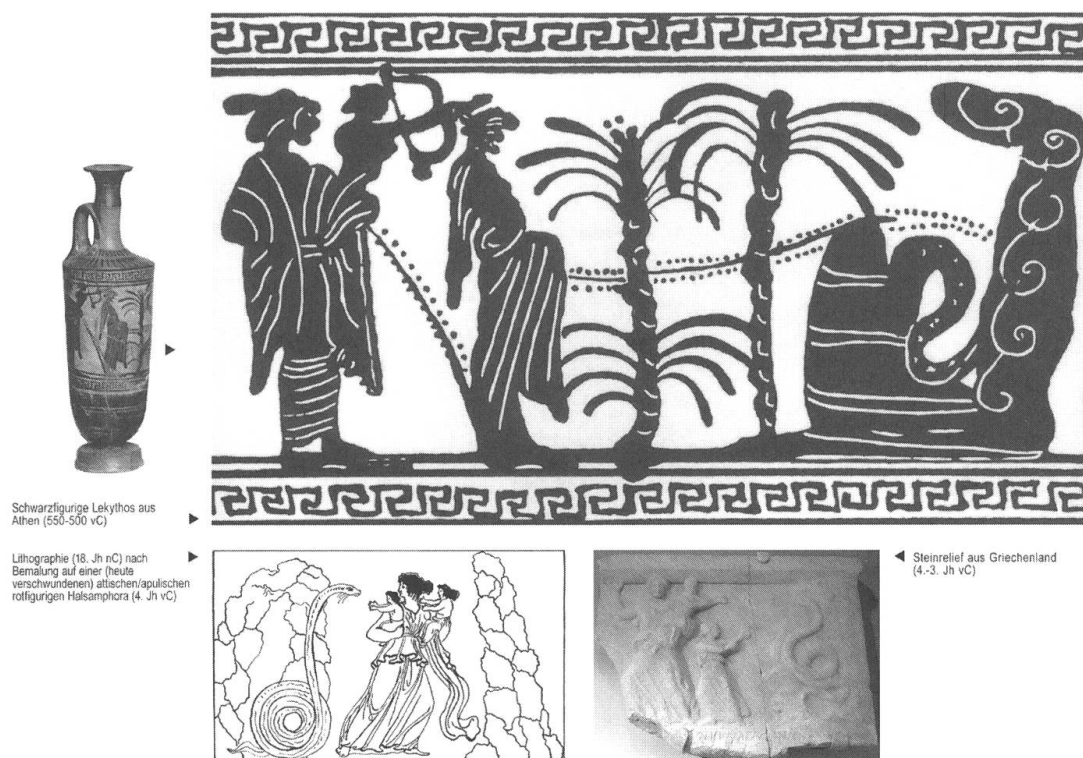 Schwarzfigurige Lekythos aus
Athen (550-500 vC)
Lithographie (18. Jh nC) nach
Bemalung auf einer (heute
verschwundenen) attischen/apulischen
rotfigurigen Halsamphora (4. Jh vC)
Steinrelief aus Griechenland
(4.-3. Jh vC)